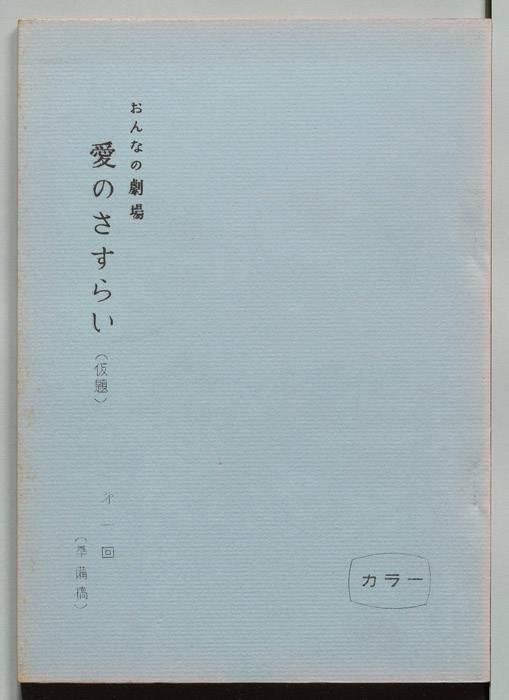 おんなの劇場
愛のさすらい
（仮題）
第一回
（準備稿）
カラー